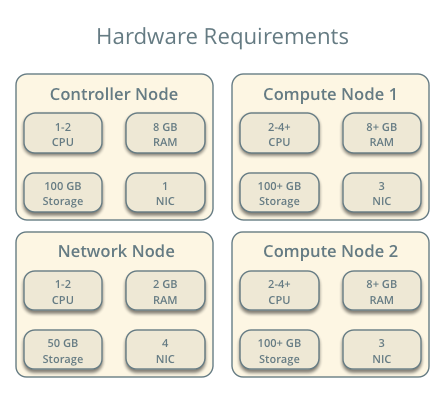 Hardware Requirements
Controller Node
1-2
CPU
8 GB
RAM
100 GB
Storage
1
NIC
Compute Node 1
2-4+
CPU
8+ GB
RAM
100+ GB
Storage
3
NIC
Network Node
1-2
CPU
2 GB
RAM
50 GB
Storage
4
NIC
Compute Node 2
2-4+
CPU
8+ GB
RAM
100+ GB
Storage
3
NIC